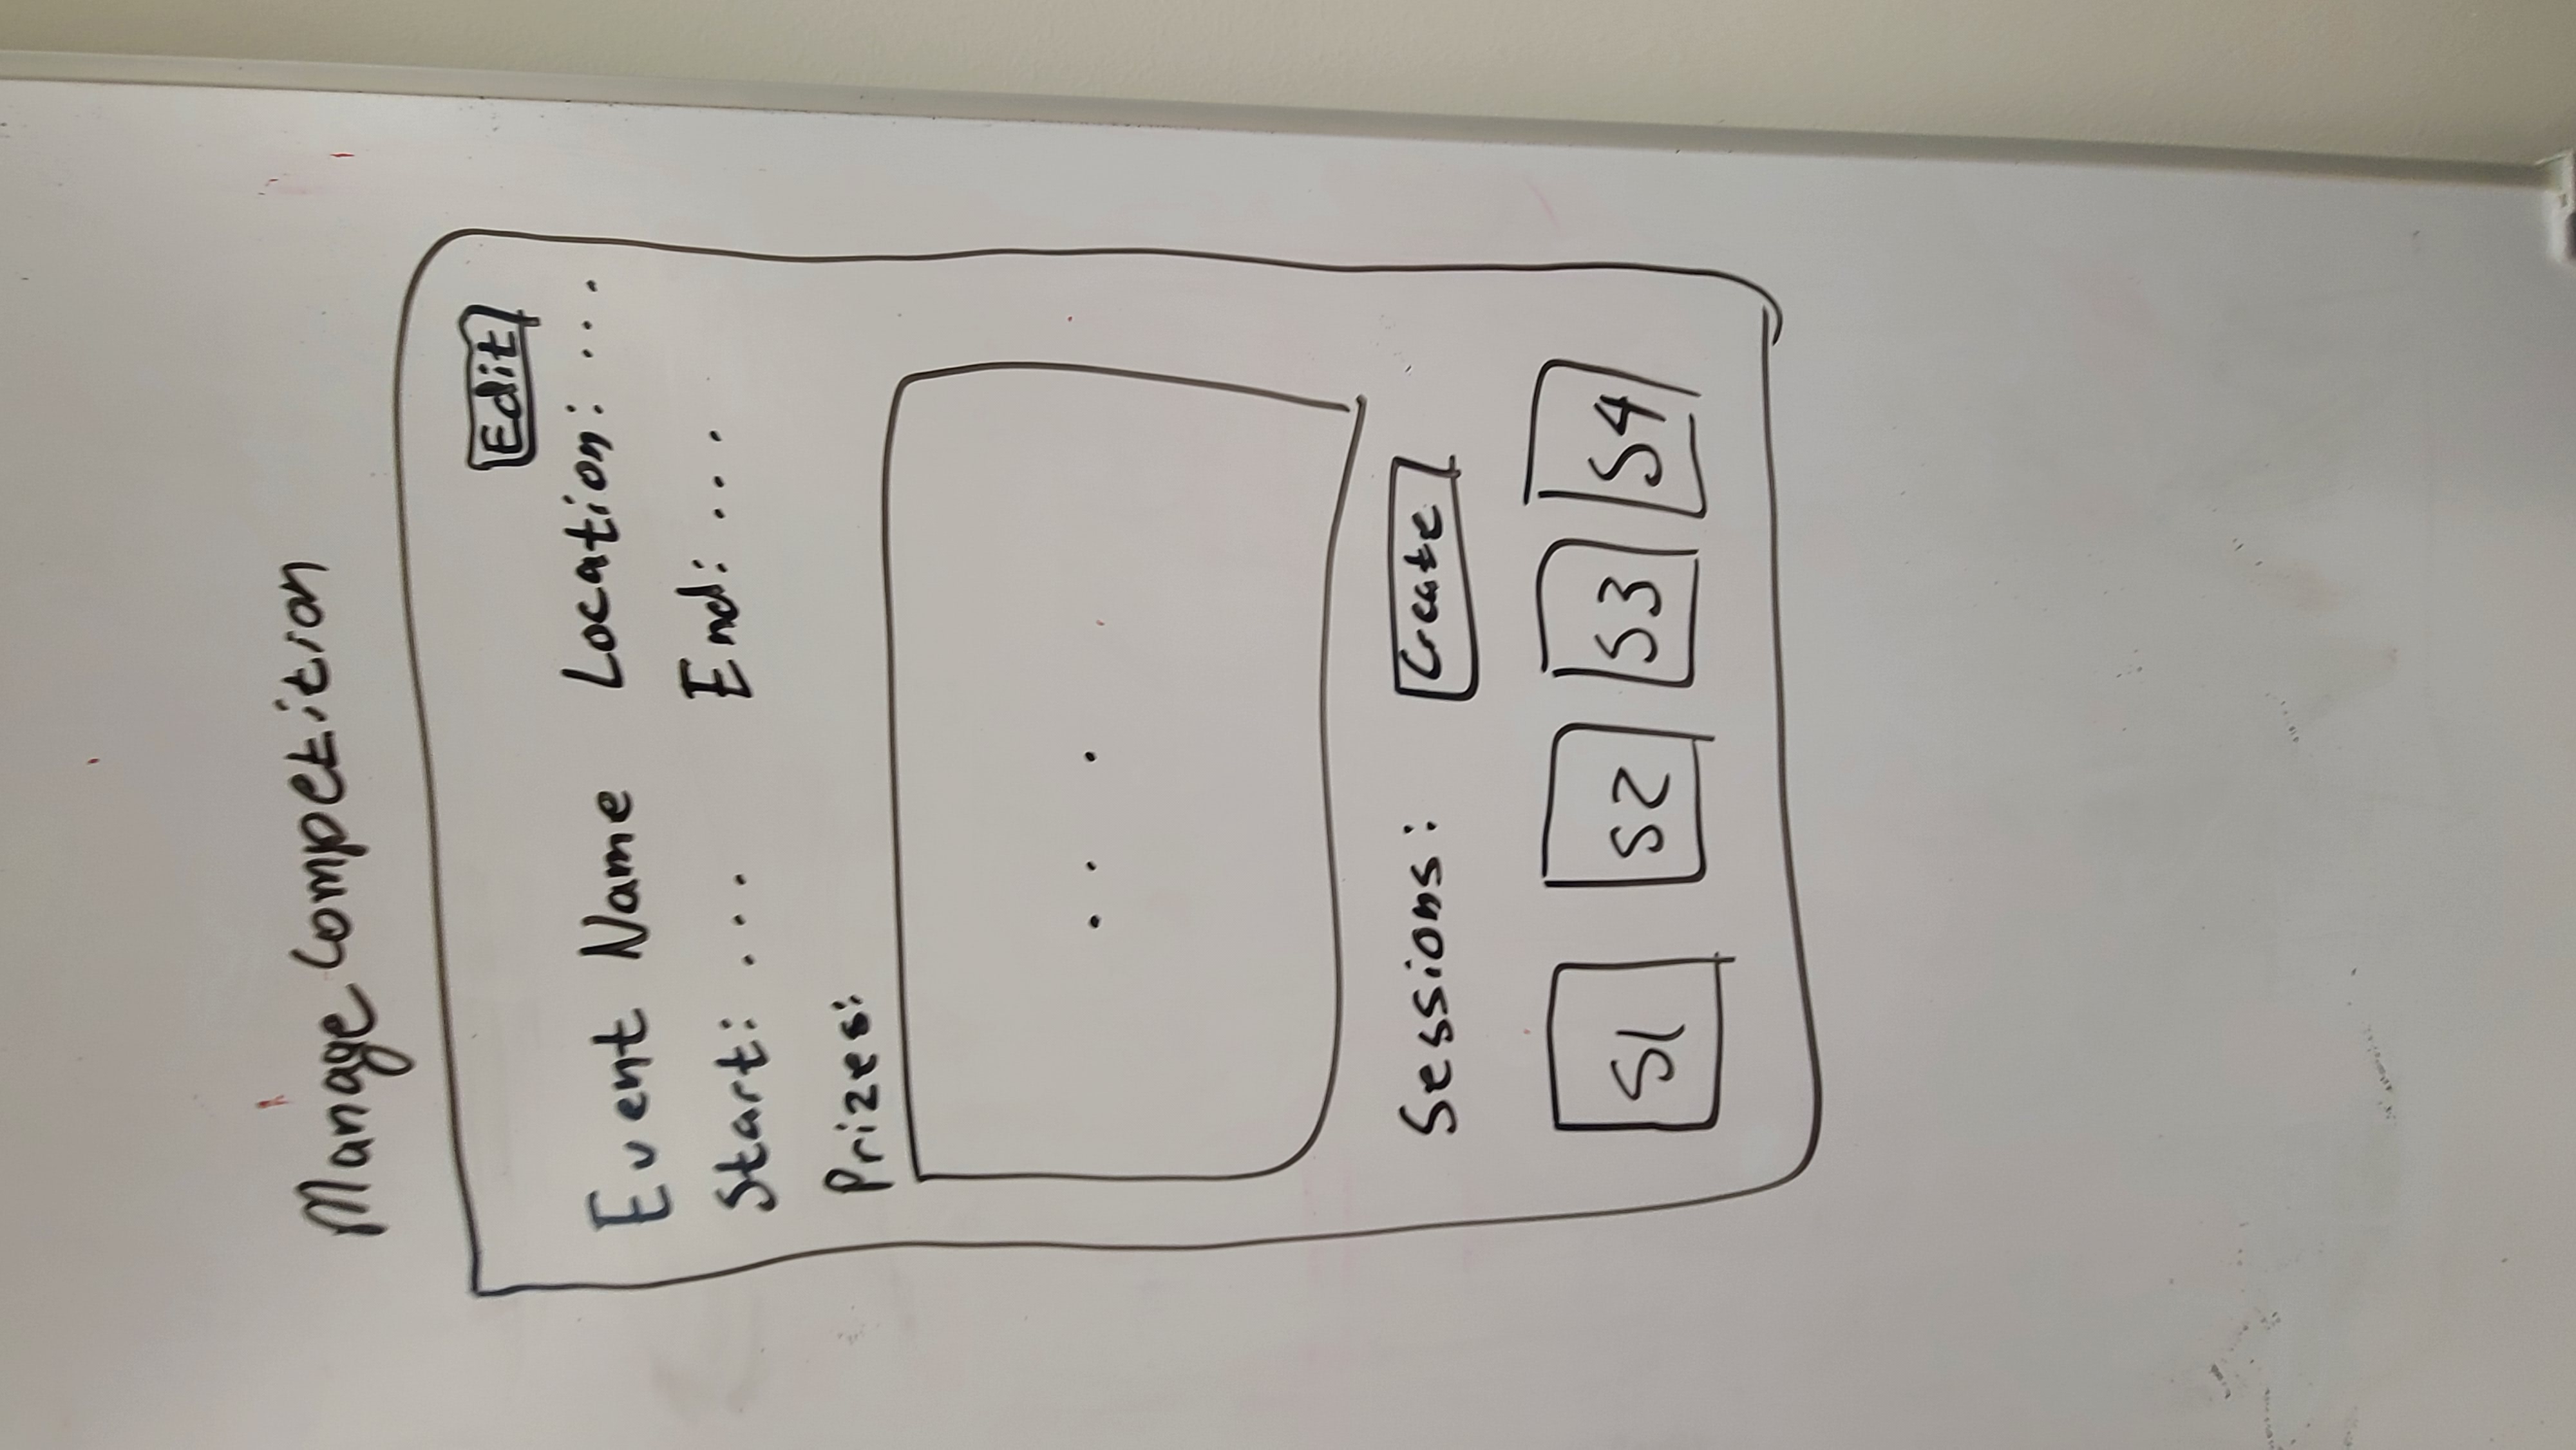 Manage Competition
Edit
Event Name Location: ...
Start: ... End: ...
Prizes:
...
Sessions: Create
S1 S2 S3 S4